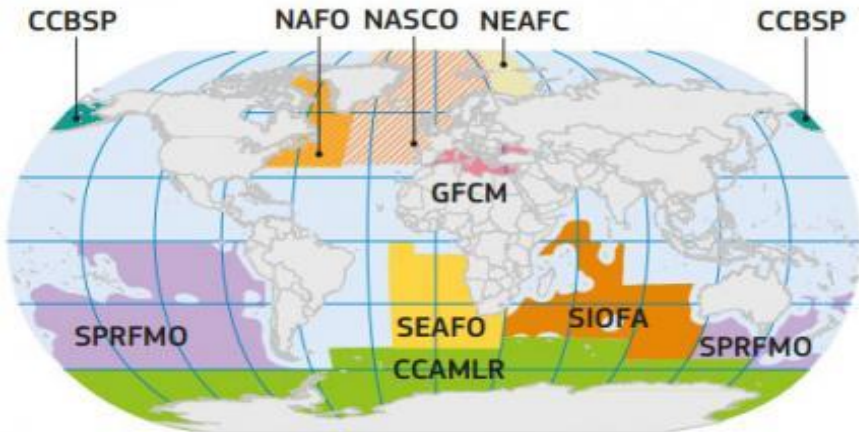 CCBSP NAFO NASCO NEAFC CCBSP
GFCM
SPRFMO SEAFO SIOFA SPRFMO
CCAMLR